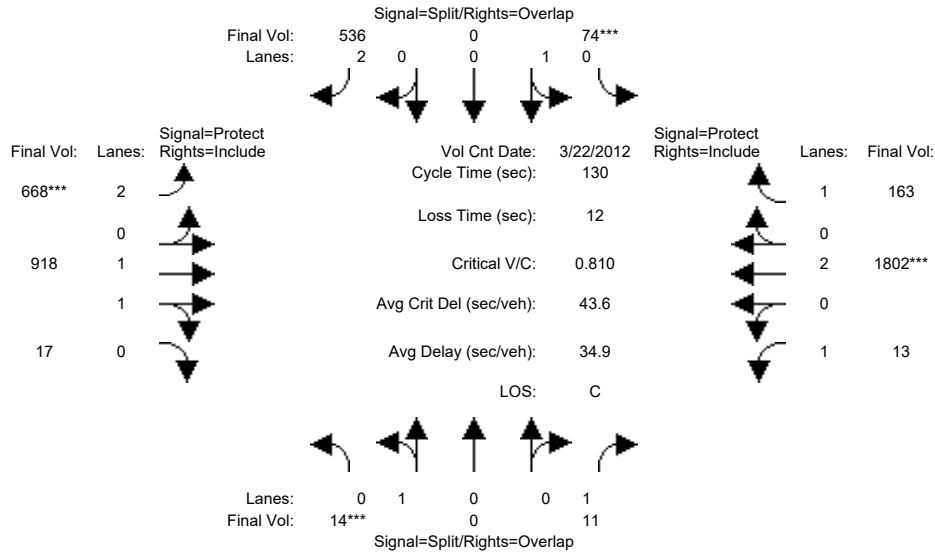 Signal=Split/Rights=Overlap
Final Vol: 536 0 74***
Lanes: 2 0 0 1 0
Signal=Protect
Final Vol: Lanes: Rights=Include
Vol Cnt Date: 3/22/2012
Signal=Protect
Rights=Include Lanes: Final Vol:
Cycle Time (sec): 130
668*** 2
1 163
Loss Time (sec): 12
0
0
918 1
Critical V/C: 0.810
2 1802***
1
Avg Crit Del (sec/veh): 43.6
0
17 0
Avg Delay (sec/veh): 34.9
1 13
LOS: C
Lanes: 0 1 0 0 1
Final Vol: 14*** 0 11
Signal=Split/Rights=Overlap